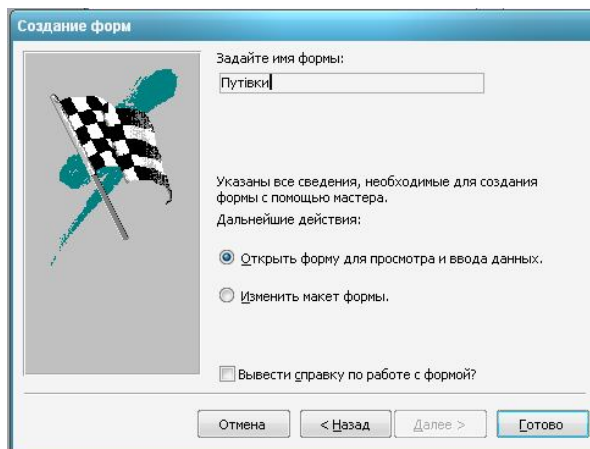 Создание форм
Задайте имя формы:
Путівки
Указаны все сведения, необходимые для создания
формы с помощью мастера.
Дальнейшие действия:
Открыть форму для просмотра и ввода данных.
Изменить макет формы.
Вывести справку по работе с формой?
Отмена
< Назад
Далее >
Готово